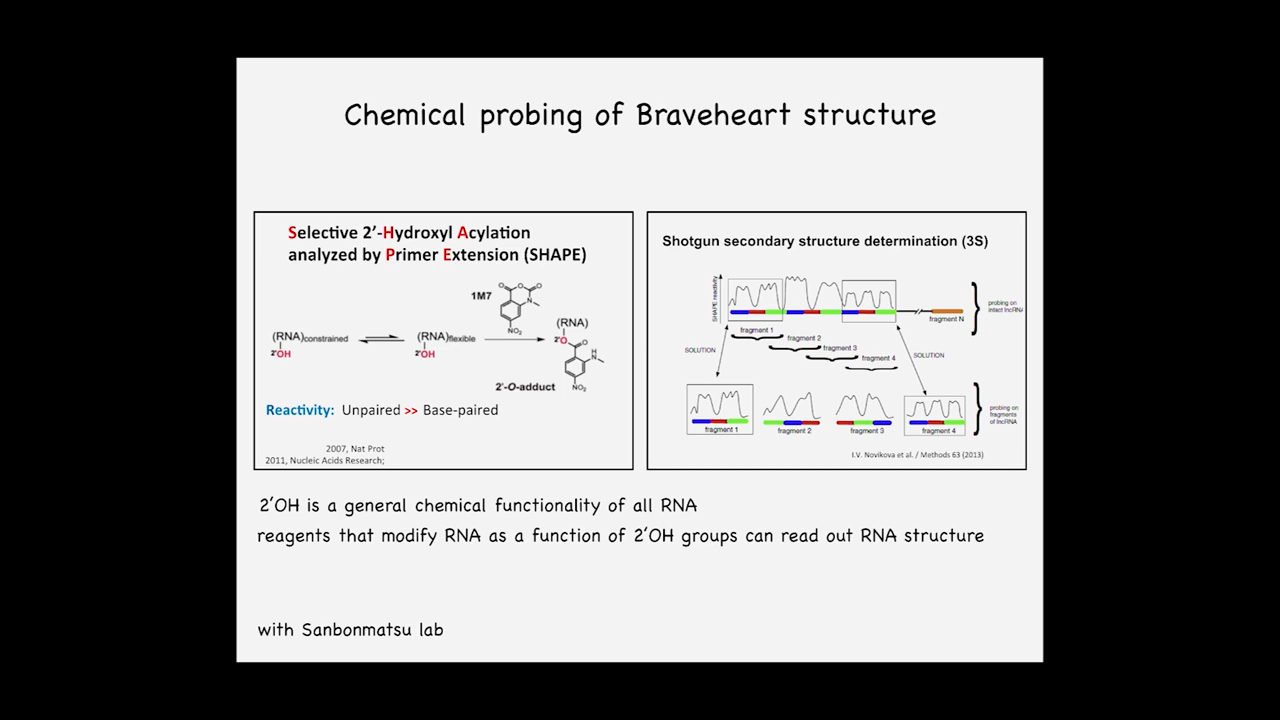 Chemical probing of Braveheart structure
Selective 2'-Hydroxyl Acylation
analyzed by Primer Extension (SHAPE)
1M7
O
O
O
N
NO2
(RNA)constrained
2'OH
(RNA)flexible
2'OH
(RNA)
2'O
O
H
N
NO2
2'-O-adduct
Reactivity: Unpaired >> Base-paired
2007, Nat Prot
2011, Nucleic Acids Research;
Shotgun secondary structure determination (3S)
SHAPE reactivity
fragment N
probing on
intact lncRNA
fragment 1
fragment 2
fragment 3
fragment 4
SOLUTION
SOLUTION
fragment 1
fragment 2
fragment 3
fragment 4
probing on
fragments
of lncRNA
I.V. Novikova et al. / Methods 63 (2013)
2'OH is a general chemical functionality of all RNA
reagents that modify RNA as a function of 2'OH groups can read out RNA structure
with Sanbonmatsu lab